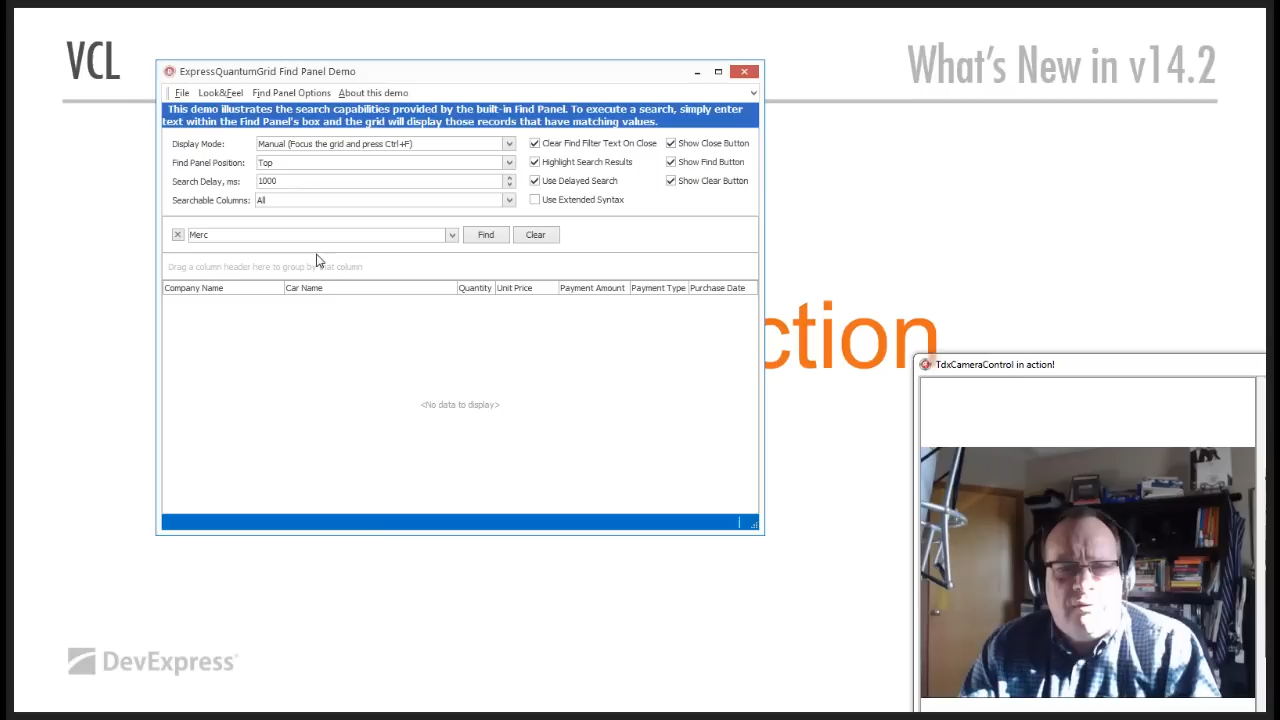 VCL
What's New in v14.2
ExpressQuantumGrid Find Panel Demo
File Look&Feel Find Panel Options About this demo
This demo illustrates the search capabilities provided by the built-in Find Panel. To execute a search, simply enter
text within the Find Panel's box and the grid will display those records that have matching values.
Display Mode: Manual (Focus the grid and press Ctrl+F) Clear Find Filter Text On Close Show Close Button
Find Panel Position: Top Highlight Search Results Show Find Button
Search Delay, ms: 1000 Use Delayed Search Show Clear Button
Searchable Columns: All Use Extended Syntax
Merc Find Clear
Drag a column header here to group by that column
Company Name Car Name Quantity Unit Price Payment Amount Payment Type Purchase Date
ction
<No data to display>
TdxCameraControl in action!
DevExpress